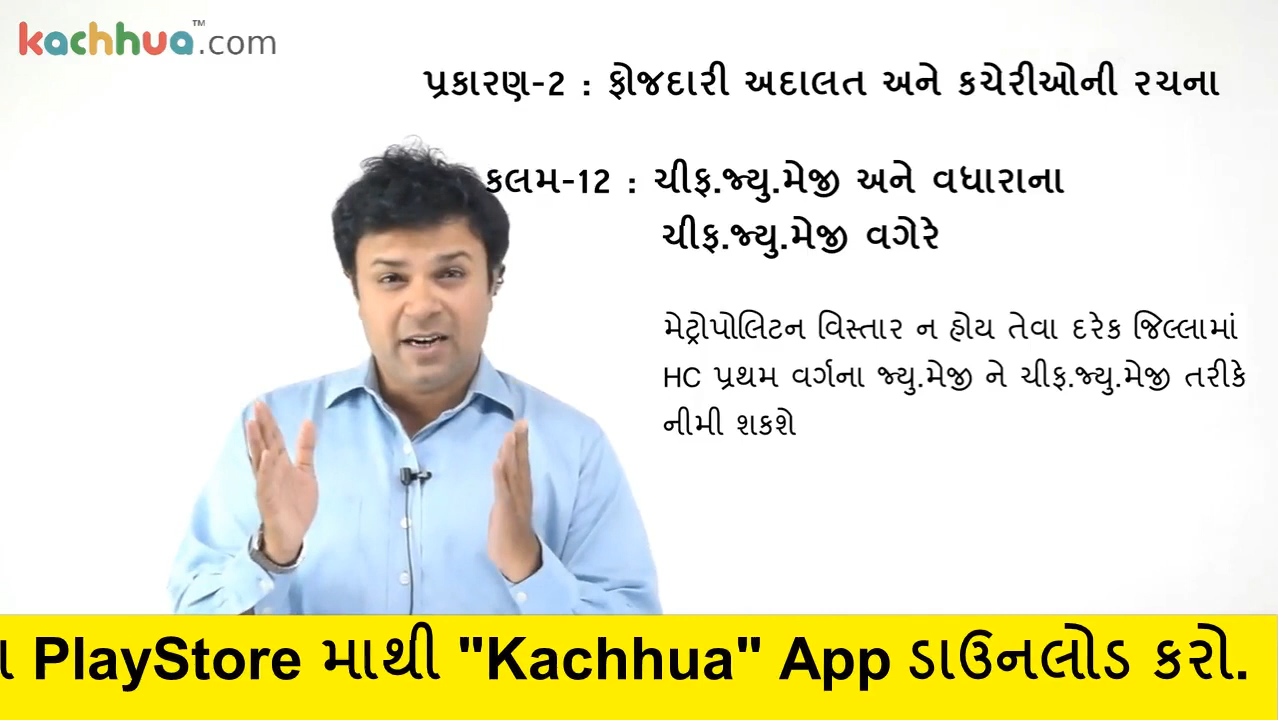 kachhua.com™
પ્રકરણ-2 : ફોજદારી અદાલત અને કચેરીઓની રચના
કલમ-12 : ચીફ.જ્યુ.મેજી અને વધારાના
ચીફ.જ્યુ.મેજી વગેરે
મેટ્રોપોલિટન વિસ્તાર ન હોય તેવા દરેક જિલ્લામાં
HC પ્રથમ વર્ગના જ્યુ.મેજી ને ચીફ.જ્યુ.મેજી તરીકે
નીમી શકશે
PlayStore માથી "Kachhua" App ડાઉનલોડ કરો.